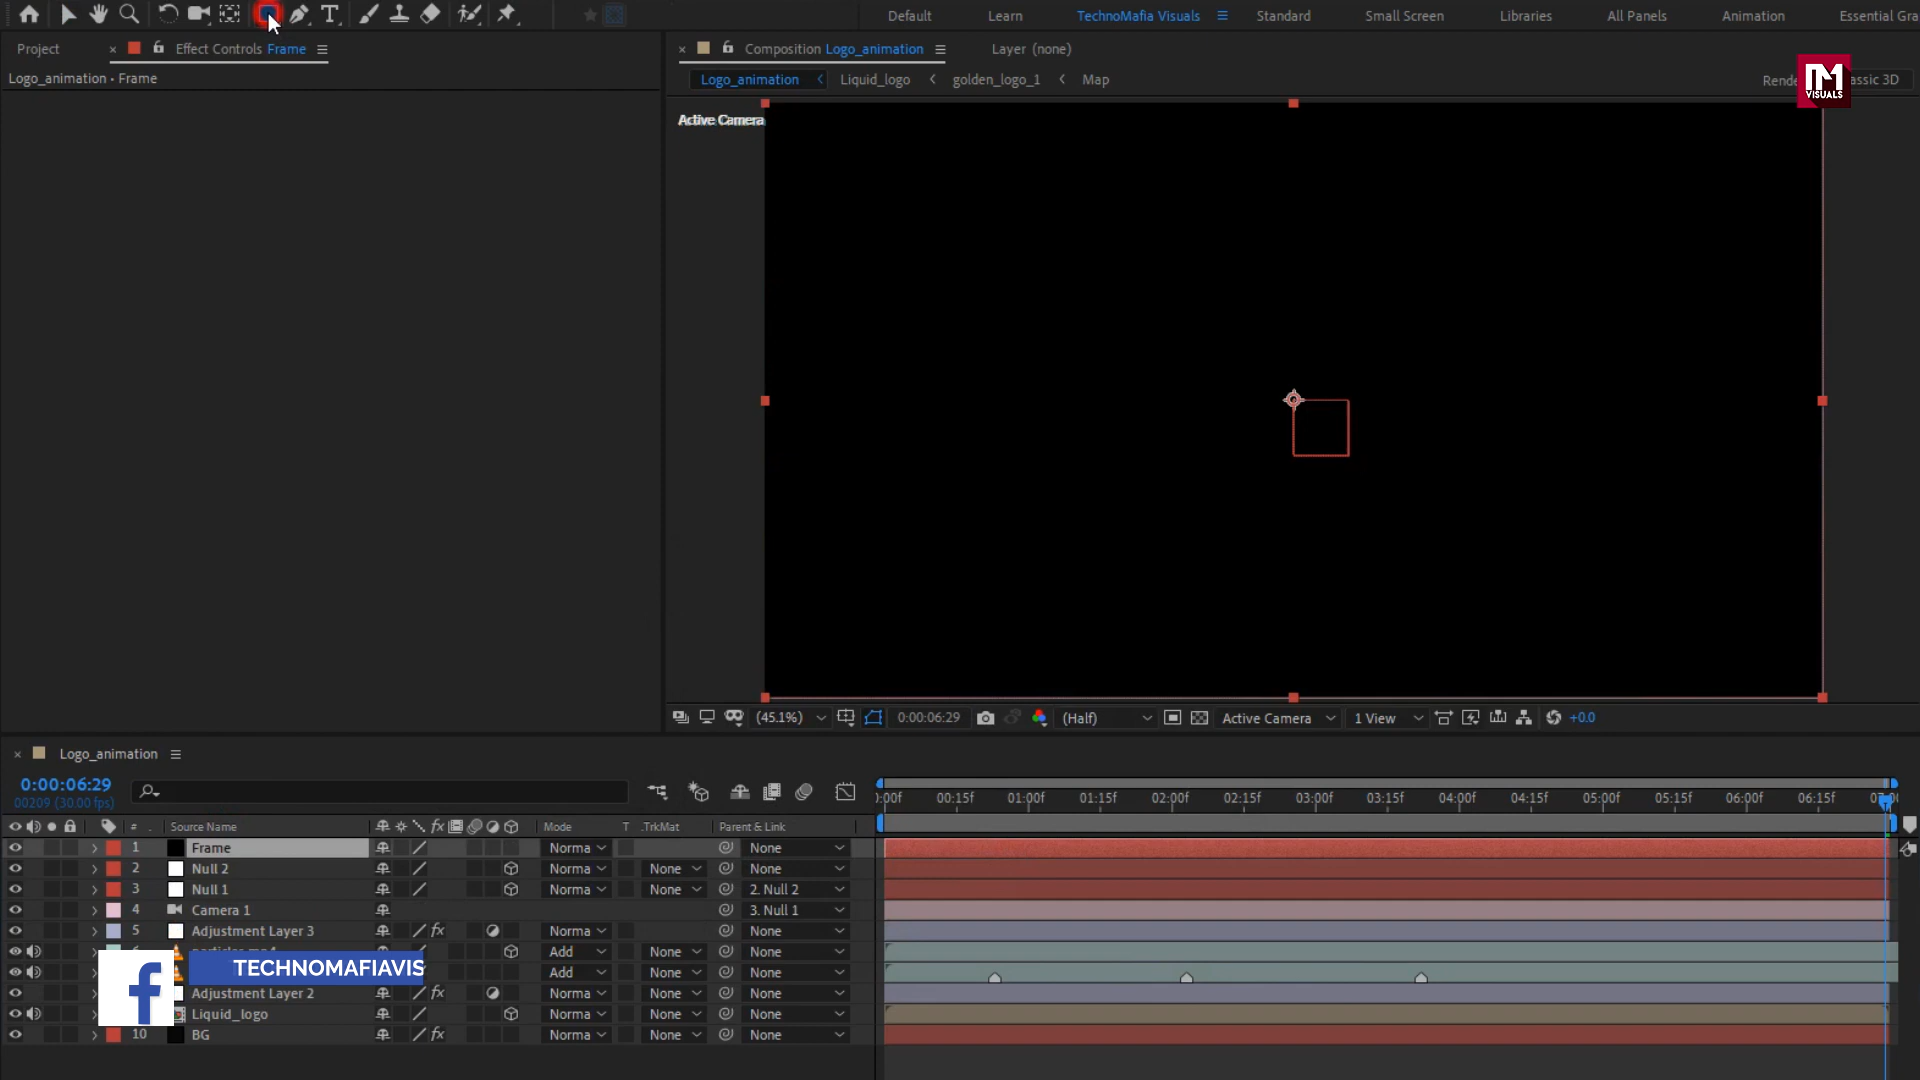 Default
Learn
TechnoMafia Visuals
Standard
Small Screen
Libraries
All Panels
Animation
Essential Gra
Project
Effect Controls Frame
Composition Logo_animation
Layer (none)
Logo_animation • Frame
Logo_animation
Liquid_logo
golden_logo_1
Map
Rende
assic 3D
VISUALS
Active Camera
(45.1%)
0:00:06:29
(Half)
Active Camera
1 View
+0.0
Logo_animation
0:00:06:29
00209 (30.00 fps)
:00f 00:15f 01:00f 01:15f 02:00f 02:15f 03:00f 03:15f 04:00f 04:15f 05:00f 05:15f 06:00f 06:15f
# Source Name Mode T .TrkMat Parent & Link
1 Frame Norma None
2 Null 2 Norma None None
3 Null 1 Norma None 2. Null 2
4 Camera 1 3. Null 1
5 Adjustment Layer 3 Norma None
Add None None
TECHNOMAFIAVIS
Add None None
Adjustment Layer 2 Norma None None
Liquid_logo Norma None None
10 BG Norma None None